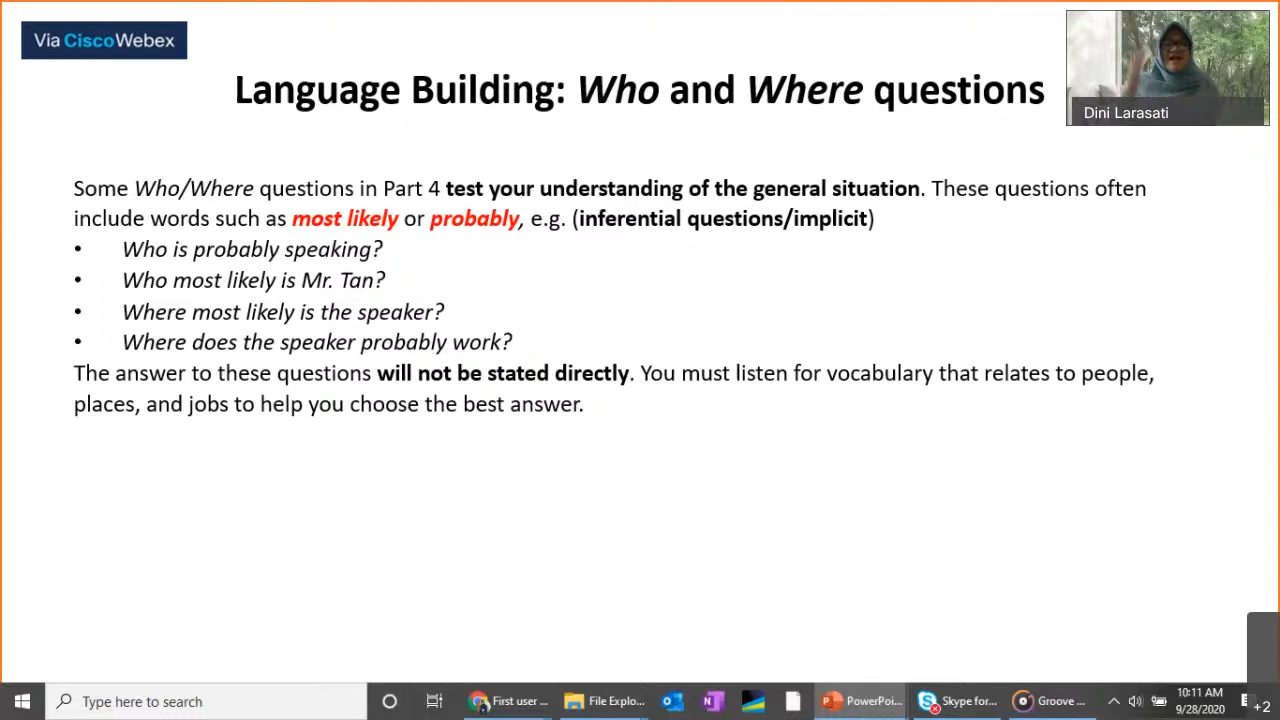 Via CiscoWebex
Language Building: Who and Where questions
Dini Larasati
Some Who/Where questions in Part 4 test your understanding of the general situation. These questions often
include words such as most likely or probably, e.g. (inferential questions/implicit)
• Who is probably speaking?
• Who most likely is Mr. Tan?
• Where most likely is the speaker?
• Where does the speaker probably work?
The answer to these questions will not be stated directly. You must listen for vocabulary that relates to people,
places, and jobs to help you choose the best answer.
Type here to search
First user ...
File Explo...
PowerPoi...
Skype for...
Groove ...
10:11 AM
9/28/2020
+2